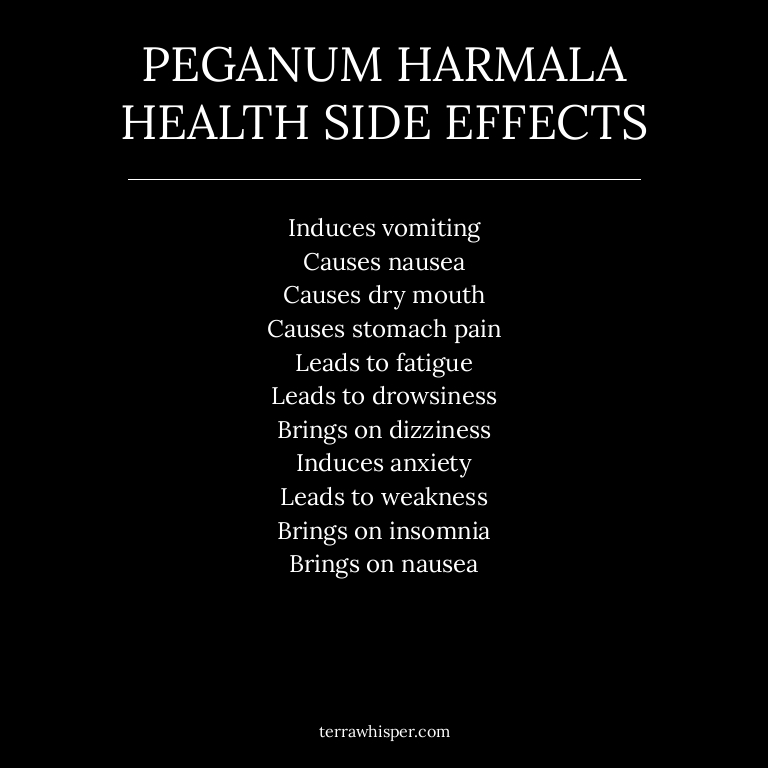 PEGANUM HARMALA
HEALTH SIDE EFFECTS
Induces vomiting
Causes nausea
Causes dry mouth
Causes stomach pain
Leads to fatigue
Leads to drowsiness
Brings on dizziness
Induces anxiety
Leads to weakness
Brings on insomnia
Brings on nausea
terrawhisper.com